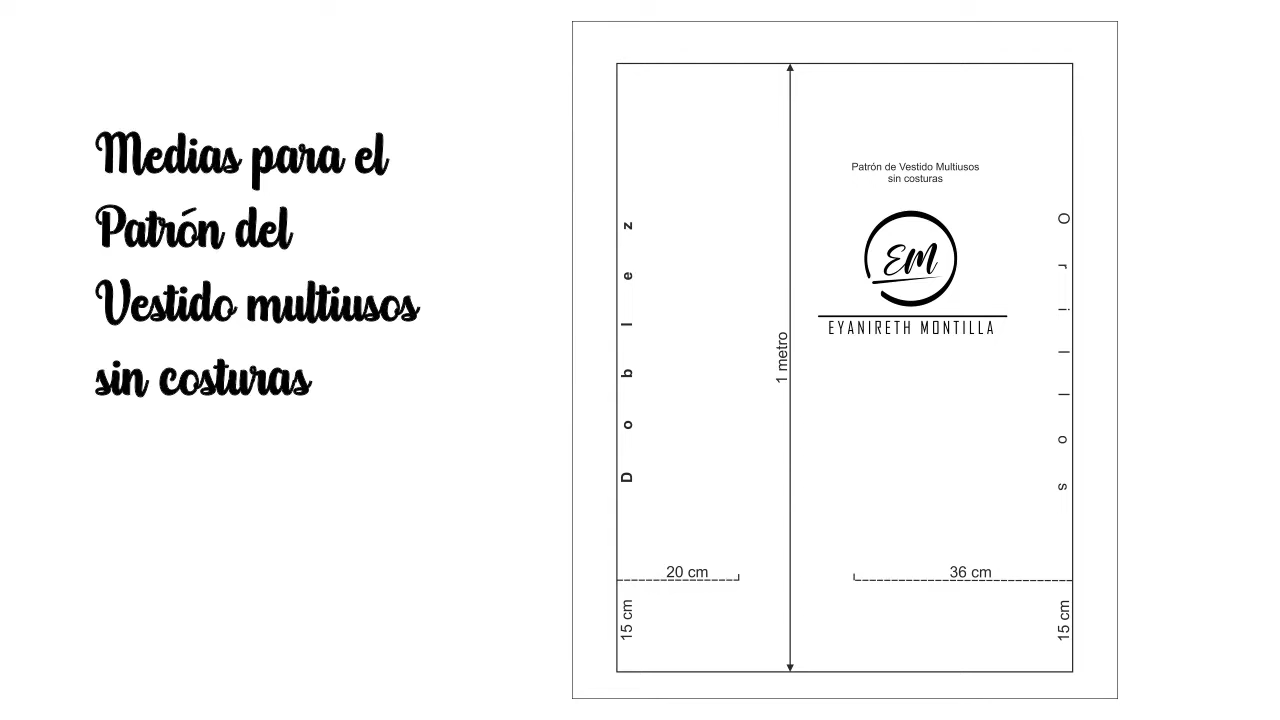 Medias para el
Patrón del
Vestido multiusos
sin costuras
Patrón de Vestido Multiusos
sin costuras
EM
EYANIRETH MONTILLA
Doblez
1 metro
Orillos
20 cm
36 cm
15 cm
15 cm